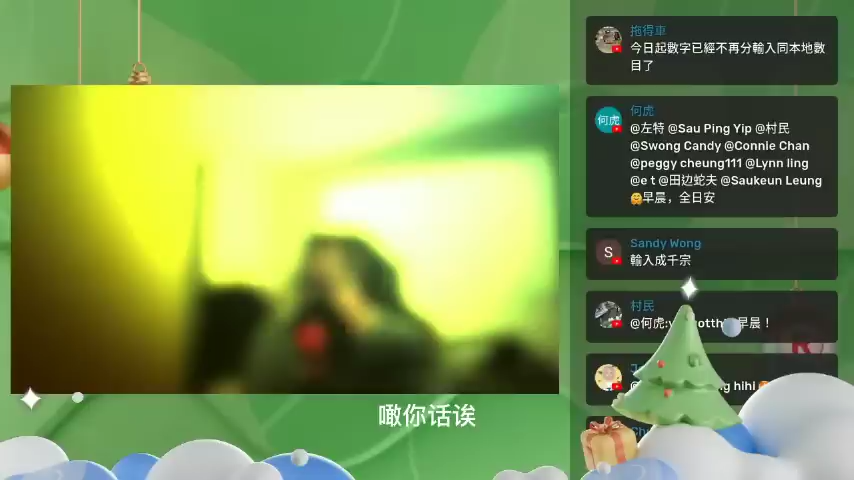 拖得車
今日起數字已經不再分輸入同本地數
目了
何虎
何虎
@左特 @Sau Ping Yip @村民
@Swong Candy @Connie Chan
@peggy cheung111 @Lynn ling
@e t @田边蛇夫 @Saukeun Leung
🤗早晨，全日安
Sandy Wong
S
輸入成千宗
村民
@何虎: 早晨！
hihi
噉你话诶